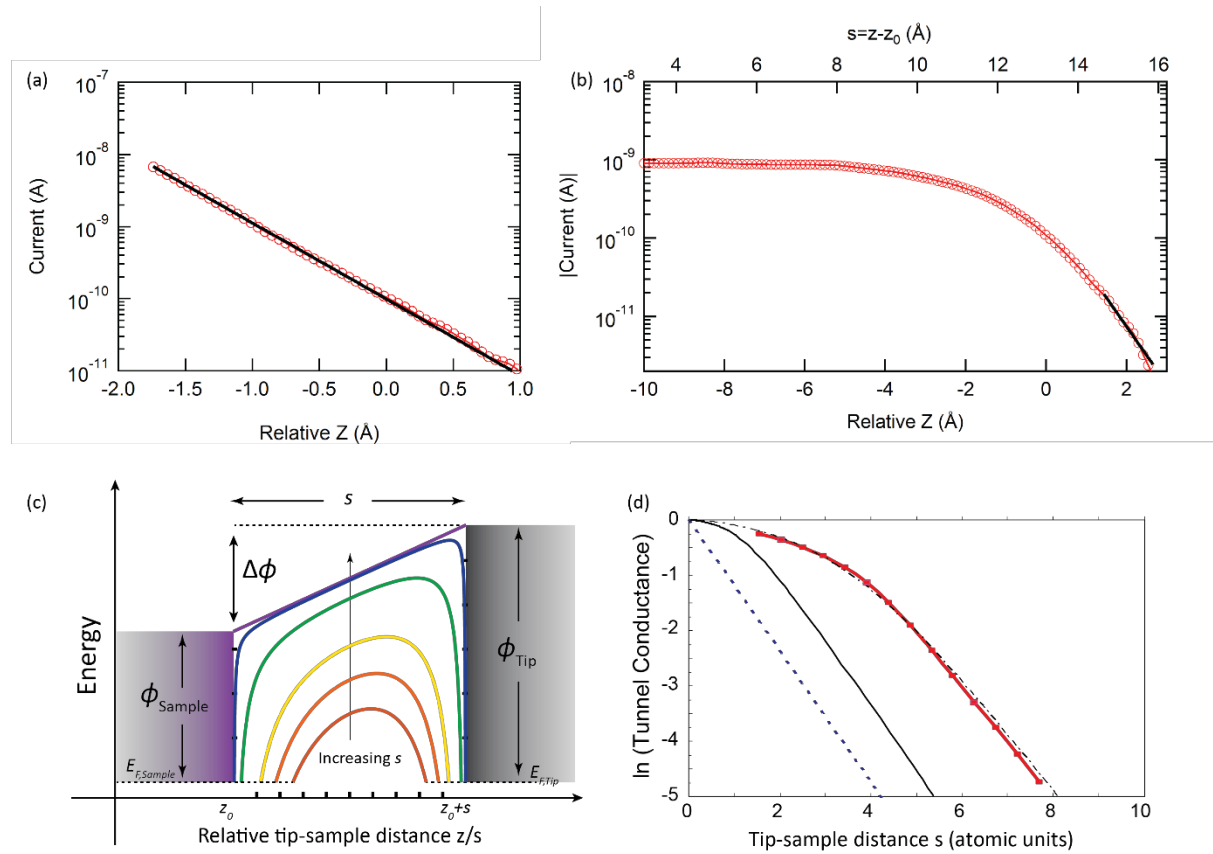 (a)
10⁻⁷
10⁻⁸
10⁻⁹
10⁻¹⁰
10⁻¹¹
Current (A)
-2.0 -1.5 -1.0 -0.5 0.0 0.5 1.0
Relative Z (Å)
s=z-z₀ (Å)
4 6 8 10 12 14 16
(b)
10⁻⁸
10⁻⁹
10⁻¹⁰
10⁻¹¹
|Current (A)|
-10 -8 -6 -4 -2 0 2
Relative Z (Å)
(c)
Energy
s
Δϕ
ϕSample
ϕTip
Increasing s
EF,Sample
EF,Tip
z₀
z₀+s
Relative tip-sample distance z/s
(d)
0
-1
-2
-3
-4
-5
ln (Tunnel Conductance)
0 2 4 6 8 10
Tip-sample distance s (atomic units)